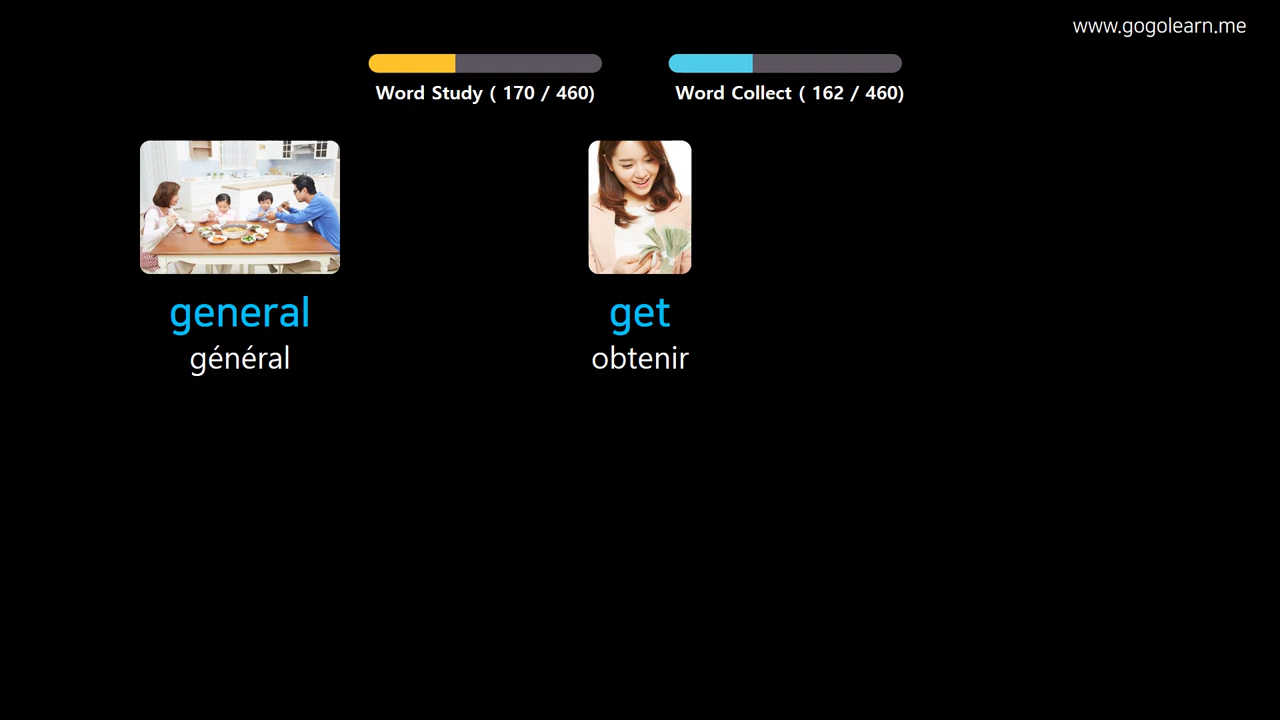 www.gogolearn.me
Word Study ( 170 / 460)
Word Collect ( 162 / 460)
general
général
get
obtenir